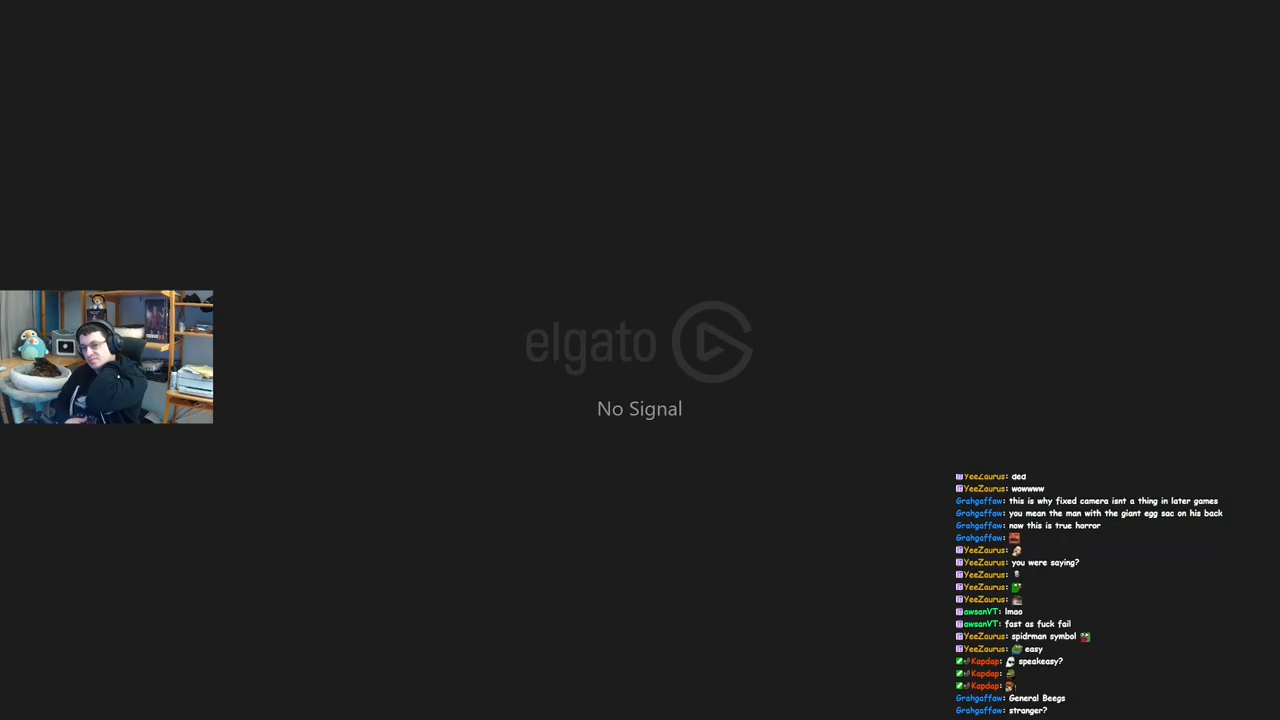 elgato
No Signal
YeeZaurus: ded
YeeZaurus: wowwww
Grahgaffaw: this is why fixed camera isnt a thing in later games
Grahgaffaw: you mean the man with the giant egg sac on his back
Grahgaffaw: now this is true horror
Grahgaffaw:
YeeZaurus:
YeeZaurus: you were saying?
YeeZaurus:
YeeZaurus:
YeeZaurus:
awsanVT: lmao
awsanVT: fast as fuck fail
YeeZaurus: spidrman symbol
YeeZaurus: easy
Kapdap: speakeasy?
Kapdap:
Kapdap:
Grahgaffaw: General Beegs
Grahgaffaw: stranger?